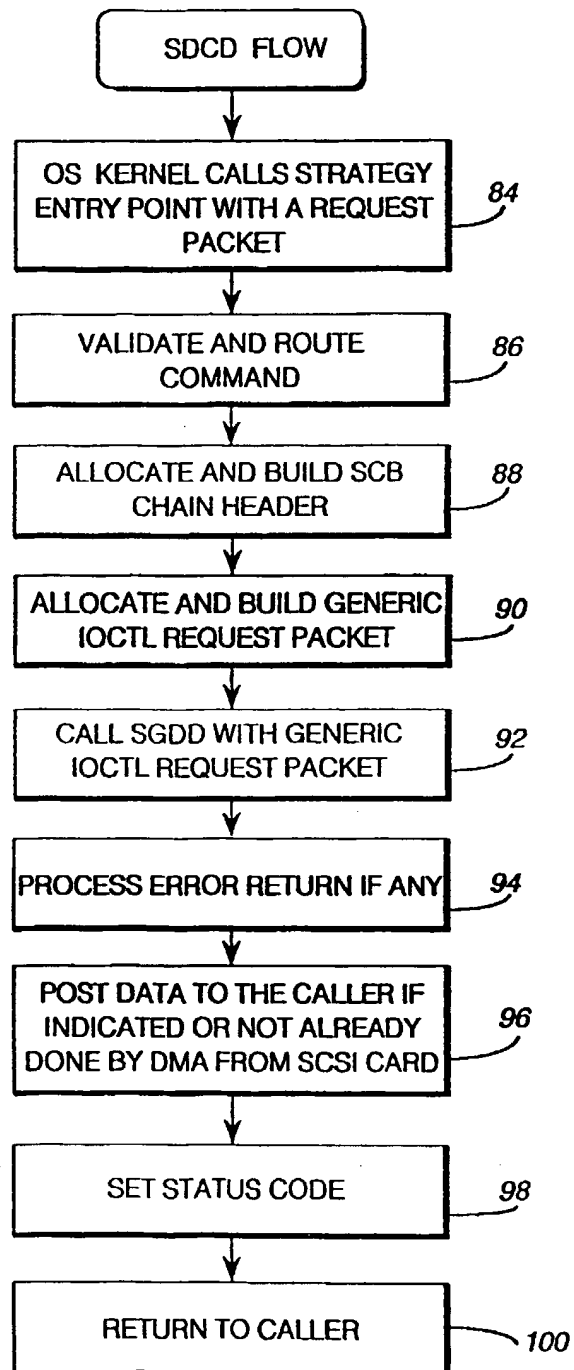 SDCD FLOW
OS KERNEL CALLS STRATEGY
ENTRY POINT WITH A REQUEST
PACKET
84
VALIDATE AND ROUTE
COMMAND
86
ALLOCATE AND BUILD SCB
CHAIN HEADER
88
ALLOCATE AND BUILD GENERIC
IOCTL REQUEST PACKET
90
CALL SGDD WITH GENERIC
IOCTL REQUEST PACKET
92
PROCESS ERROR RETURN IF ANY
94
POST DATA TO THE CALLER IF
INDICATED OR NOT ALREADY
DONE BY DMA FROM SCSI CARD
96
SET STATUS CODE
98
RETURN TO CALLER
100